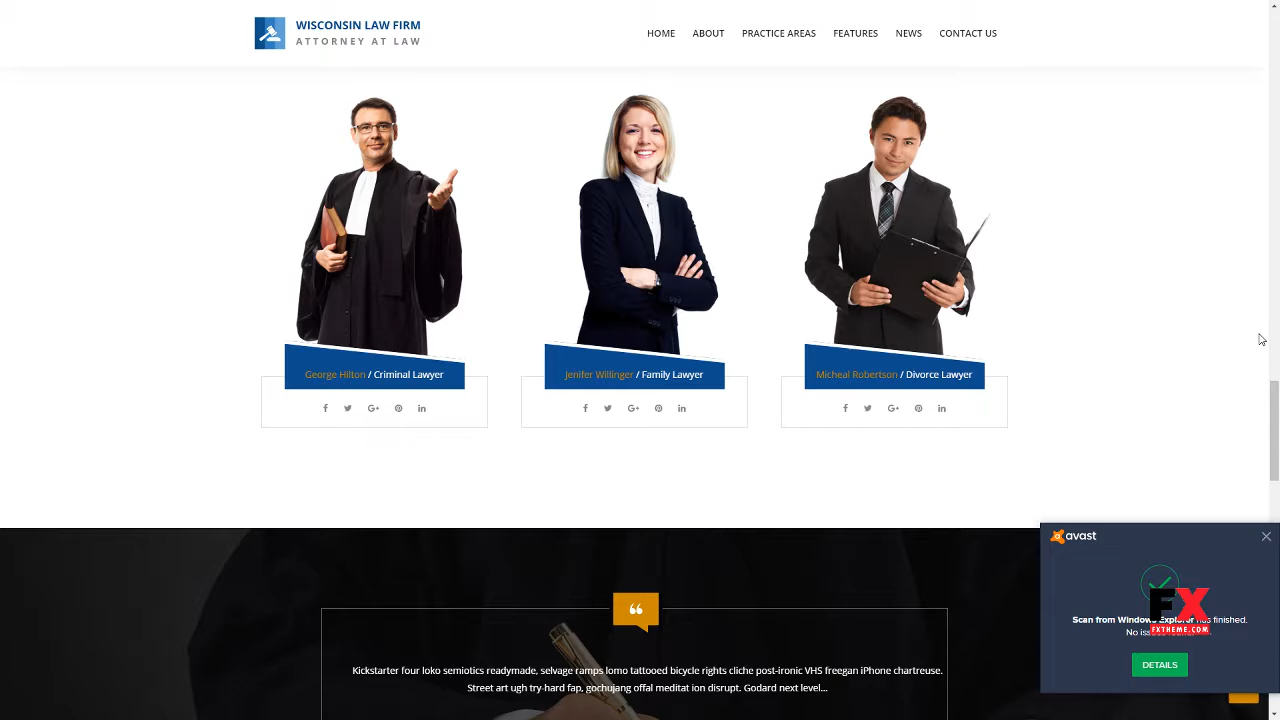 WISCONSIN LAW FIRM
ATTORNEY AT LAW
HOME ABOUT PRACTICE AREAS FEATURES NEWS CONTACT US
George Hilton / Criminal Lawyer
Jenifer Willinger / Family Lawyer
Micheal Robertson / Divorce Lawyer
Kickstarter four loko semiotics readymade, selvage ramps lomo tattooed bicycle rights cliche post-ironic VHS freegan iPhone chartreuse.
Street art ugh try-hard fap, gochujang offal meditat ion disrupt. Godard next level...
avast
Scan from Windows Explorer has finished.
No
DETAILS
FX
FXTHEME.COM